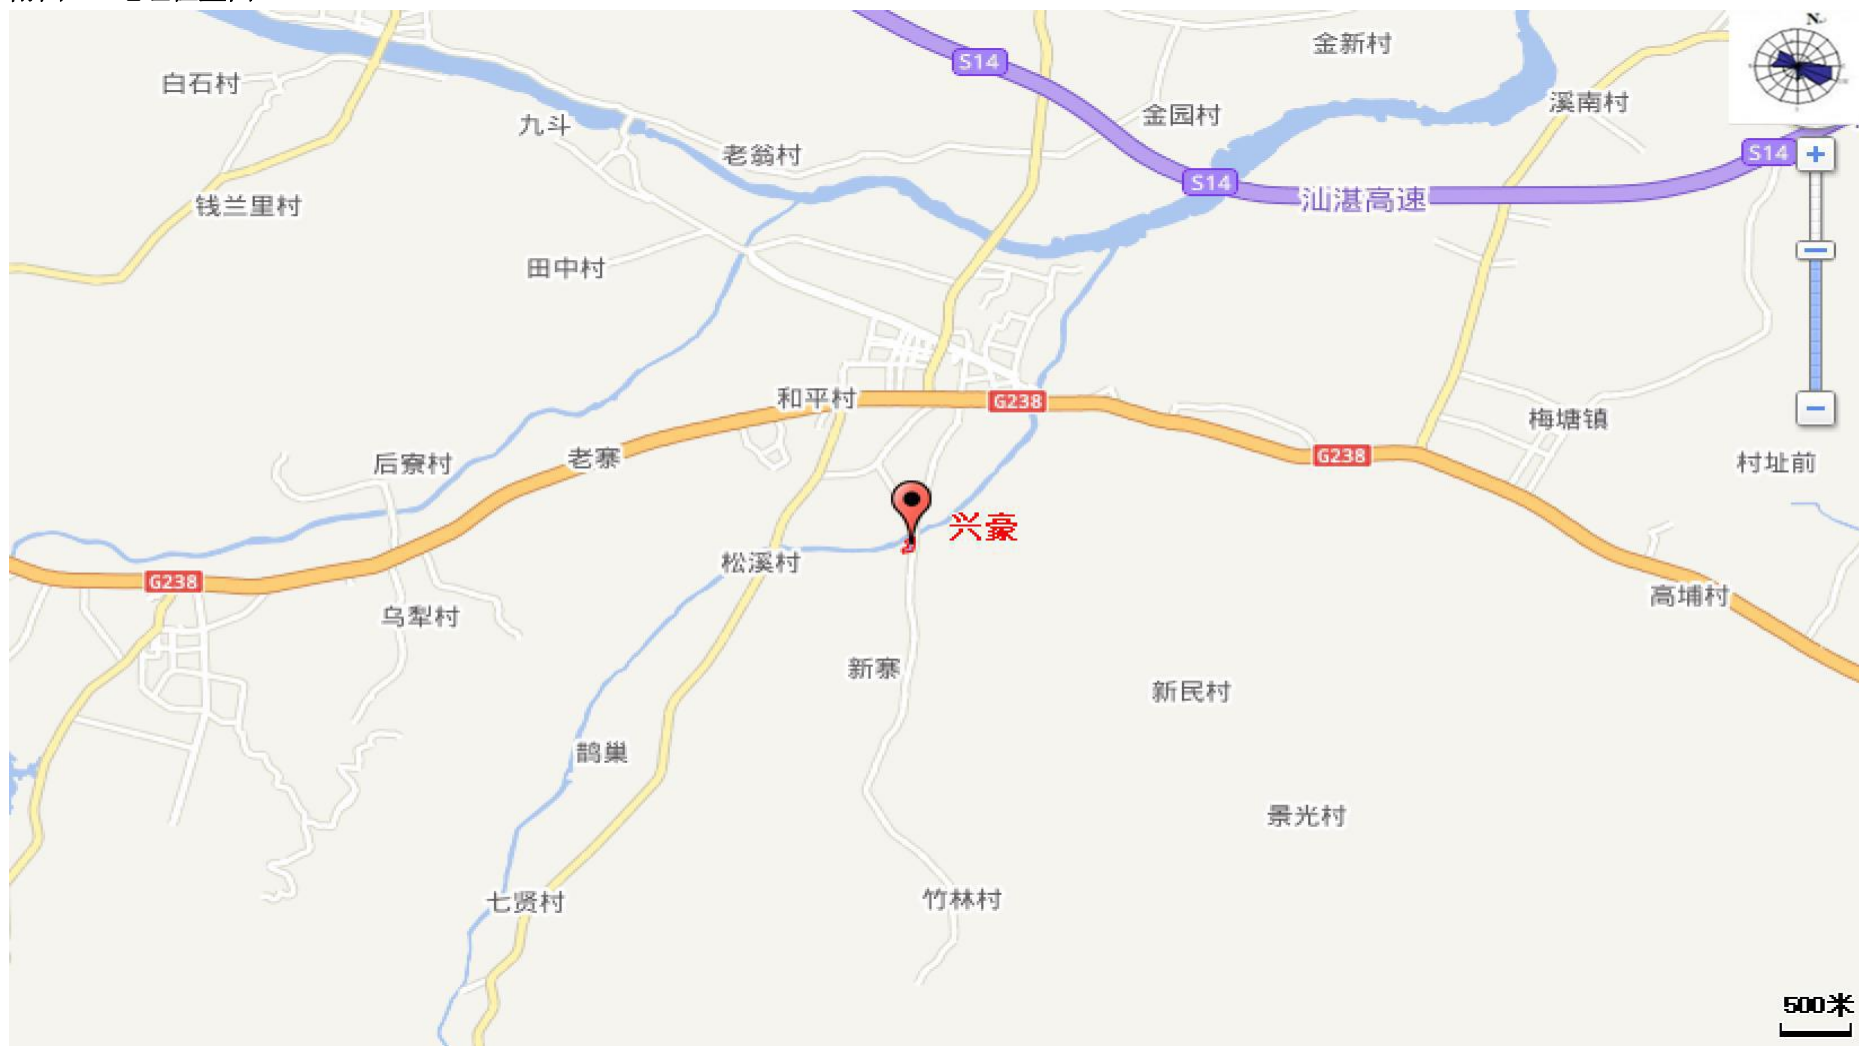 N
金新村
S14
白石村
溪南村
金园村
九斗
老翁村
S14
S14
汕湛高速
钱兰里村
田中村
和平村
G238
梅塘镇
G238
老寨
后寮村
村址前
兴豪
松溪村
G238
高埔村
乌犁村
新寨
新民村
鹊巢
景光村
竹林村
七贤村
500米